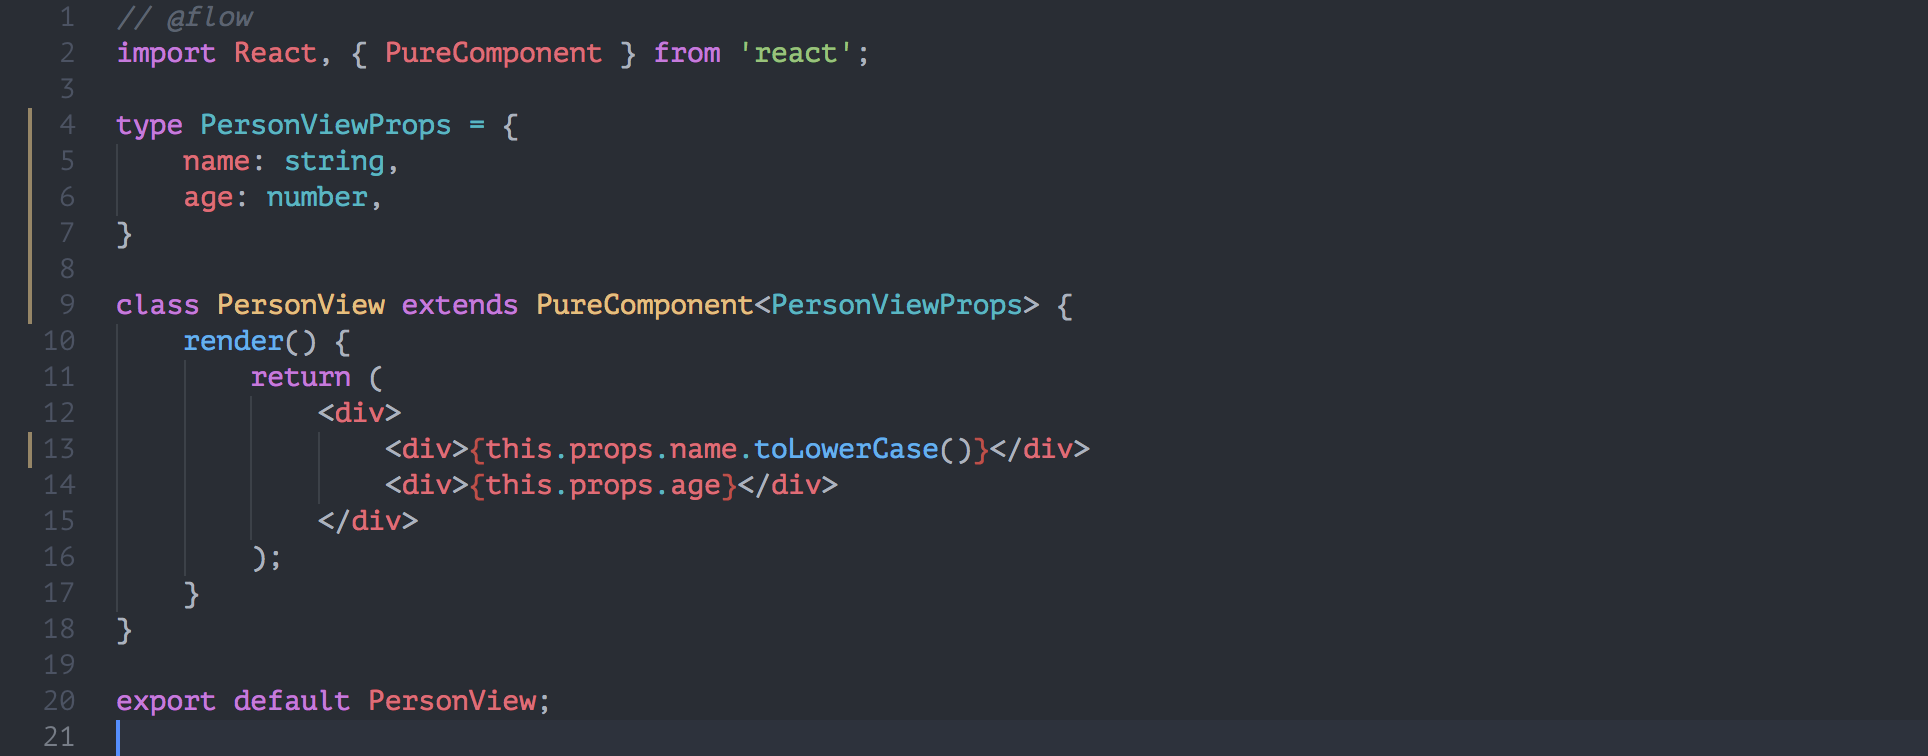 1 // @flow
2 import React, { PureComponent } from 'react';
3
4 type PersonViewProps = {
5     name: string,
6     age: number,
7 }
8
9 class PersonView extends PureComponent<PersonViewProps> {
10     render() {
11         return (
12             <div>
13                 <div>{this.props.name.toLowerCase()}</div>
14                 <div>{this.props.age}</div>
15             </div>
16         );
17     }
18 }
19
20 export default PersonView;
21